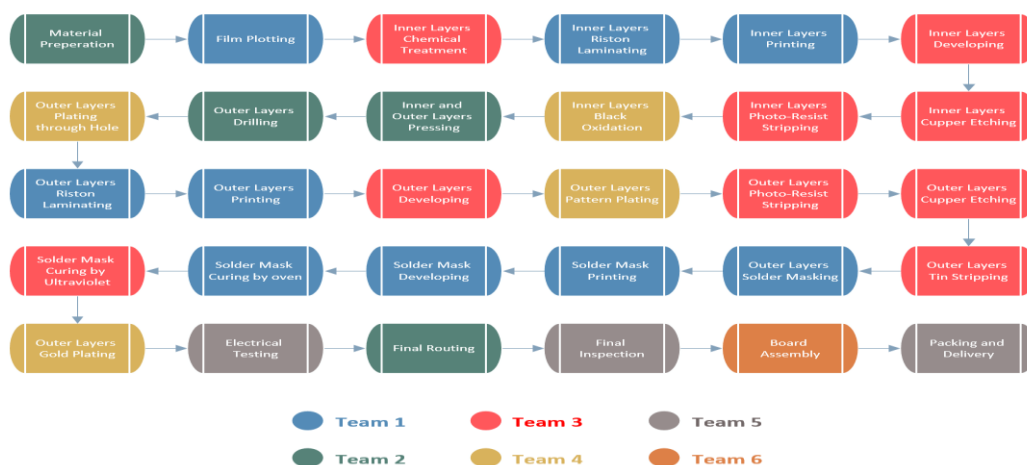 Material
Preperation
Film Plotting
Inner Layers
Chemical
Treatment
Inner Layers
Riston
Laminating
Inner Layers
Printing
Inner Layers
Developing
Outer Layers
Plating
through Hole
Outer Layers
Drilling
Inner and
Outer Layers
Pressing
Inner Layers
Black
Oxidation
Inner Layers
Photo-Resist
Stripping
Inner Layers
Cupper Etching
Outer Layers
Riston
Laminating
Outer Layers
Printing
Outer Layers
Developing
Outer Layers
Pattern Plating
Outer Layers
Photo-Resist
Stripping
Outer Layers
Cupper Etching
Solder Mask
Curing by
Ultraviolet
Solder Mask
Curing by oven
Solder Mask
Developing
Solder Mask
Printing
Outer Layers
Solder Masking
Outer Layers
Tin Stripping
Outer Layers
Gold Plating
Electrical
Testing
Final Routing
Final
Inspection
Board
Assembly
Packing and
Delivery
Team 1
Team 3
Team 5
Team 2
Team 4
Team 6